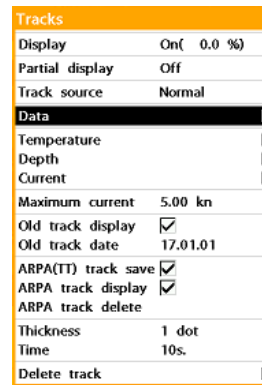 Tracks
Display On( 0.0 %)
Partial display Off
Track source Normal
Data
Temperature
Depth
Current
Maximum current 5.00 kn
Old track display
Old track date 17.01.01
ARPA(TT) track save
ARPA track display
ARPA track delete
Thickness 1 dot
Time 10s.
Delete track